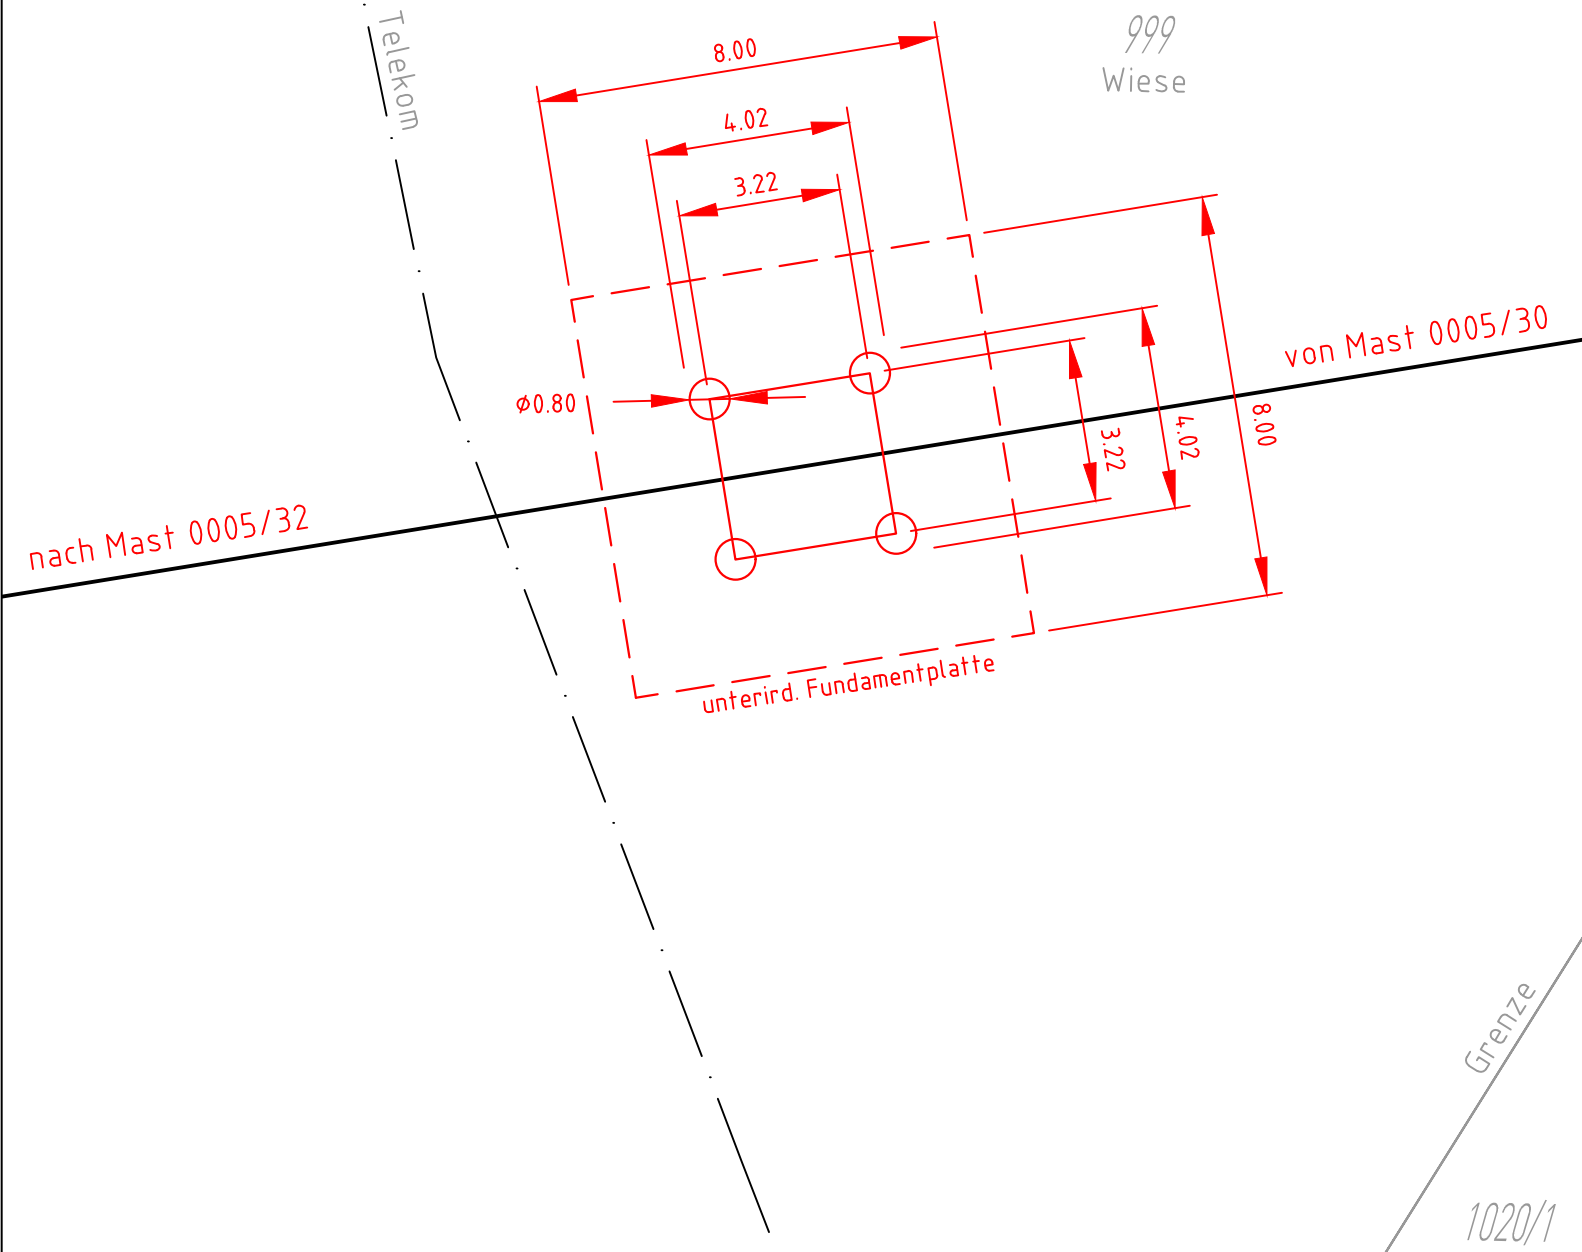 Telekom
999
Wiese
8.00
4.02
3.22
von Mast 0005/30
ø0.80
3.22
4.02
8.00
nach Mast 0005/32
unterird. Fundamentplatte
Grenze
1020/1